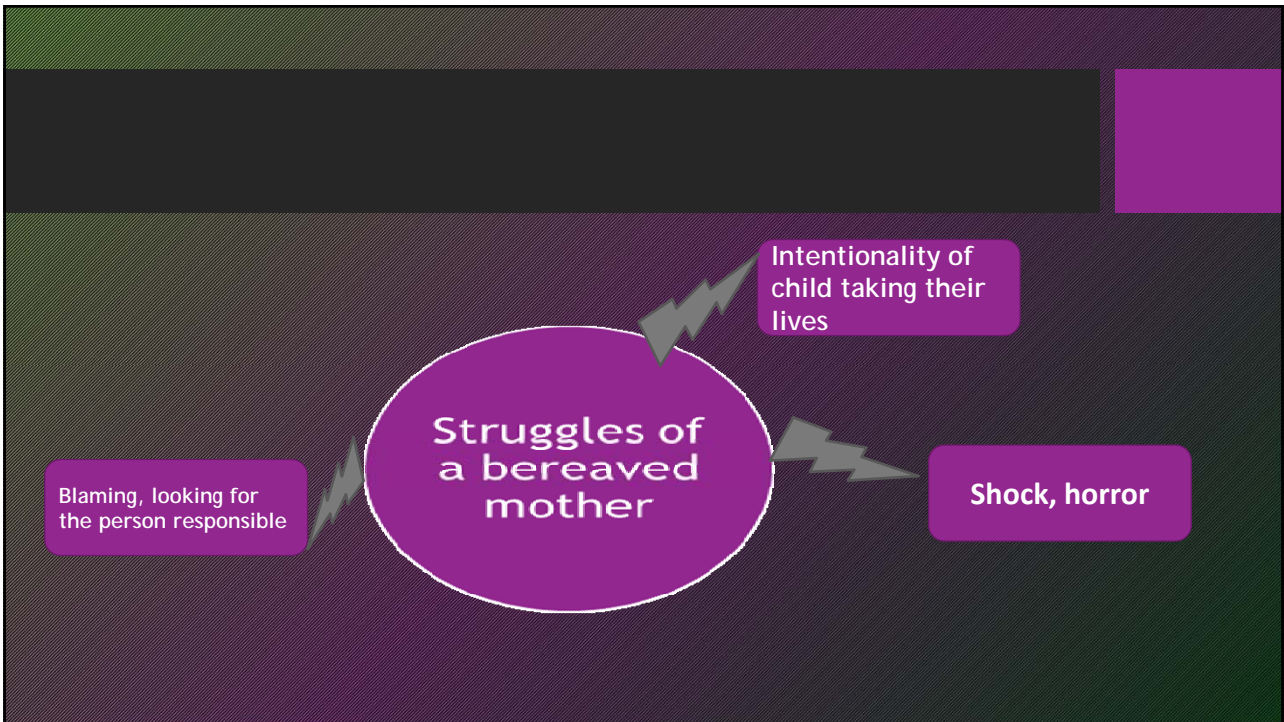 Intentionality of
child taking their
lives
Struggles of
a bereaved
mother
Blaming, looking for
the person responsible
Shock, horror